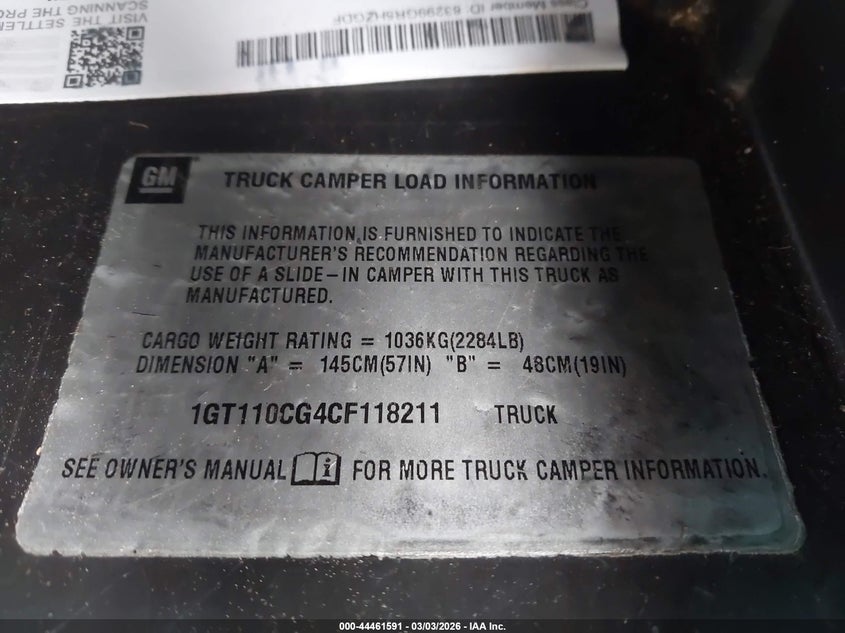 VISIT THE SETTLEM
SCANNING THE PRO
Class Member ID: 63299GR5HZGDF
GM
TRUCK CAMPER LOAD INFORMATION
THIS INFORMATION IS FURNISHED TO INDICATE THE
MANUFACTURER'S RECOMMENDATION REGARDING THE
USE OF A SLIDE-IN CAMPER WITH THIS TRUCK AS
MANUFACTURED.
CARGO WEIGHT RATING = 1036KG(2284LB)
DIMENSION "A" = 145CM(57IN) "B" = 48CM(19IN)
1GT110CG4CF118211 TRUCK
SEE OWNER'S MANUAL i FOR MORE TRUCK CAMPER INFORMATION.
000-44461591 - 03/03/2026 - IAA Inc.